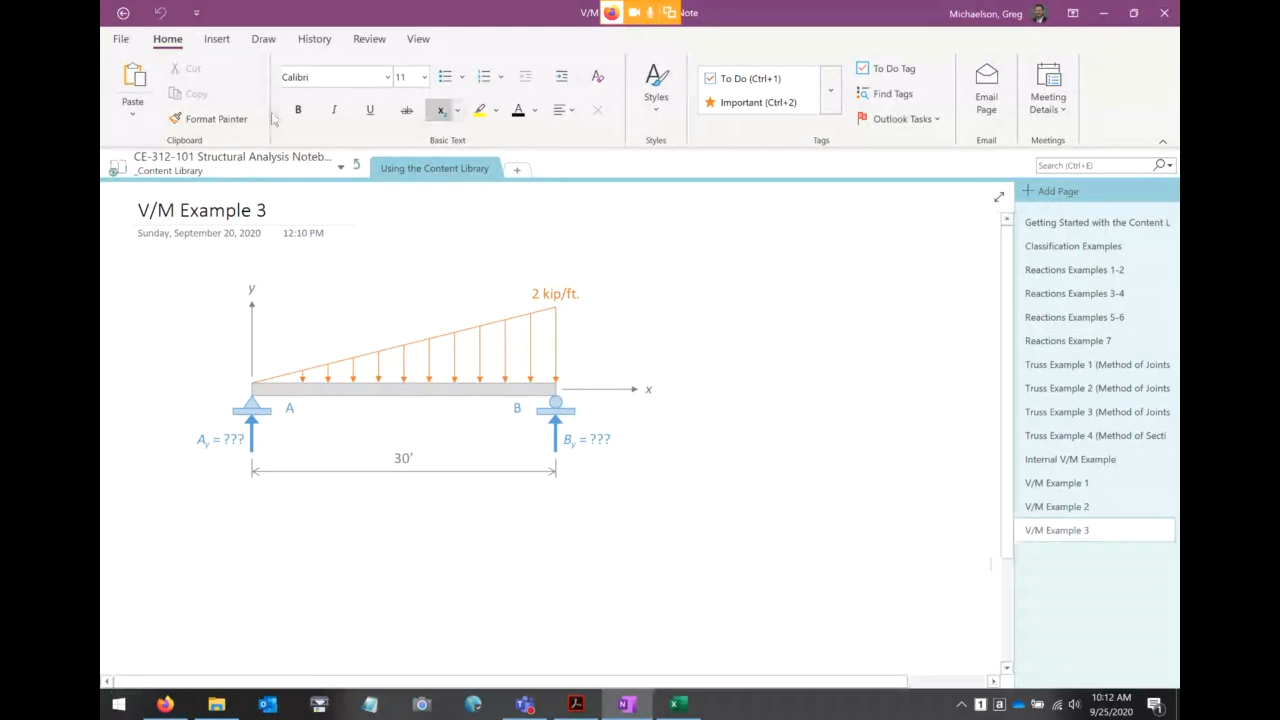 V/M
Note
Michaelson, Greg
File
Home
Insert
Draw
History
Review
View
Paste
Cut
Copy
Format Painter
Clipboard
Calibri
11
B
I
U
ab
x₂
A
A
Basic Text
Styles
Styles
To Do (Ctrl+1)
Important (Ctrl+2)
To Do Tag
Find Tags
Outlook Tasks
Tags
Email
Page
Email
Meeting
Details
Meetings
CE-312-101 Structural Analysis Noteb...
_Content Library
Using the Content Library
Search (Ctrl+E)
V/M Example 3
Sunday, September 20, 2020 12:10 PM
y
2 kip/ft.
x
A
B
Ay = ???
By = ???
30’
Add Page
Getting Started with the Content L
Classification Examples
Reactions Examples 1-2
Reactions Examples 3-4
Reactions Examples 5-6
Reactions Example 7
Truss Example 1 (Method of Joints
Truss Example 2 (Method of Joints
Truss Example 3 (Method of Joints
Truss Example 4 (Method of Secti
Internal V/M Example
V/M Example 1
V/M Example 2
V/M Example 3
10:12 AM
9/25/2020